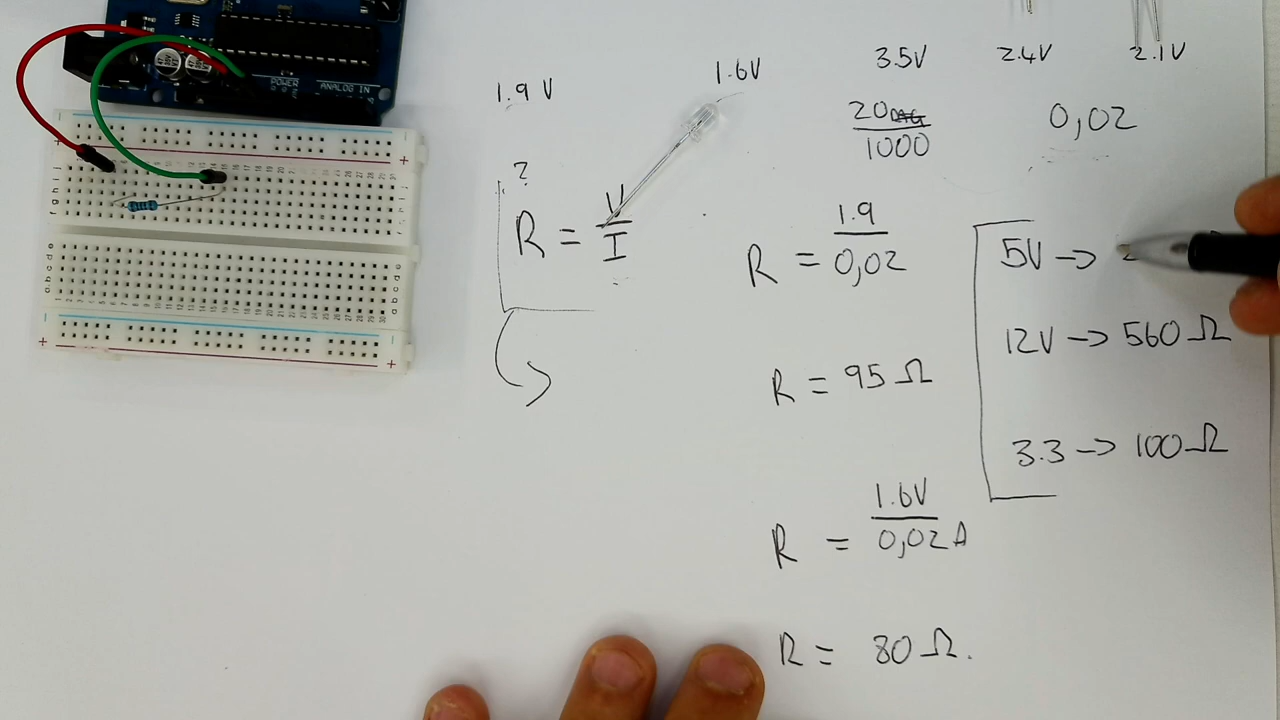 POWER
ANALOG IN
1.9 V
1.6V
3.5V
2.4V
2.1V
20
1000
0,02
?
R = V
I
R = 1.9
0,02
R = 95 Ω
R = 1.6V
0,02 A
R = 80 Ω.
5V →
12V → 560 Ω
3.3 → 100 Ω
f g h i j
a b c d e